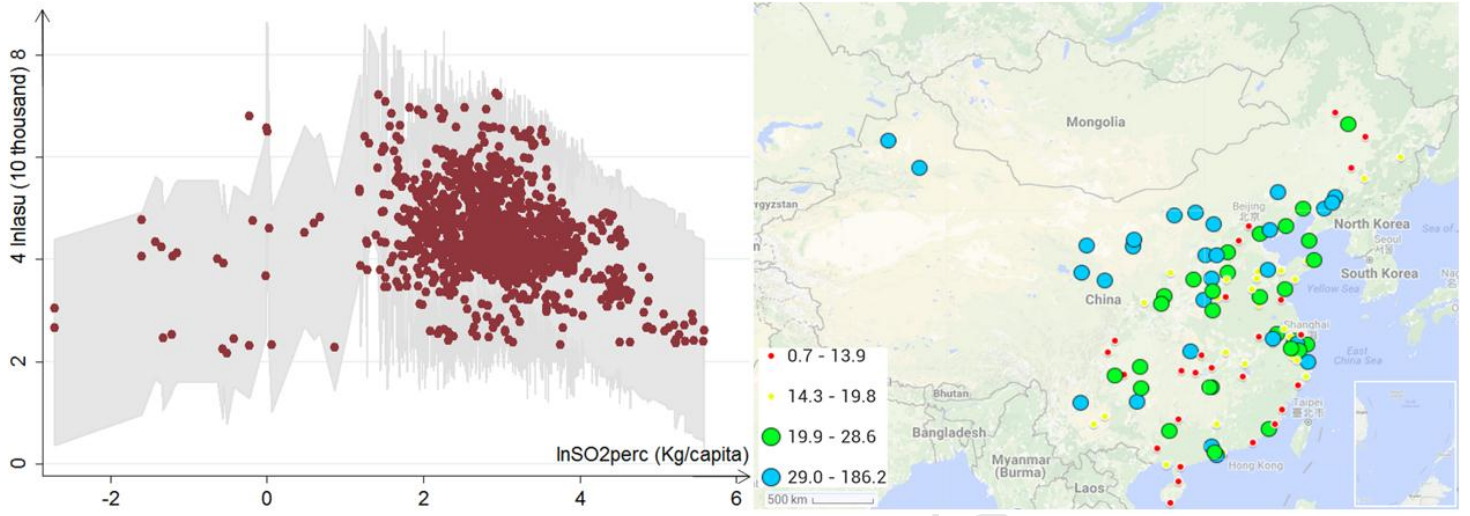 8
6
4
2
0
lnlasu (10 thousand)
lnSO2perc (Kg/capita)
-2
0
2
4
6
Mongolia
rgyzstan
Beijing
北京
North Korea
Sea of
Seoul
서울
South Korea
Yellow Sea
China
Shanghai
East
China Sea
Taipei
臺北市
Bhutan
Bangladesh
Myanmar
(Burma)
Laos
Hong Kong
0.7 - 13.9
14.3 - 19.8
19.9 - 28.6
29.0 - 186.2
500 km